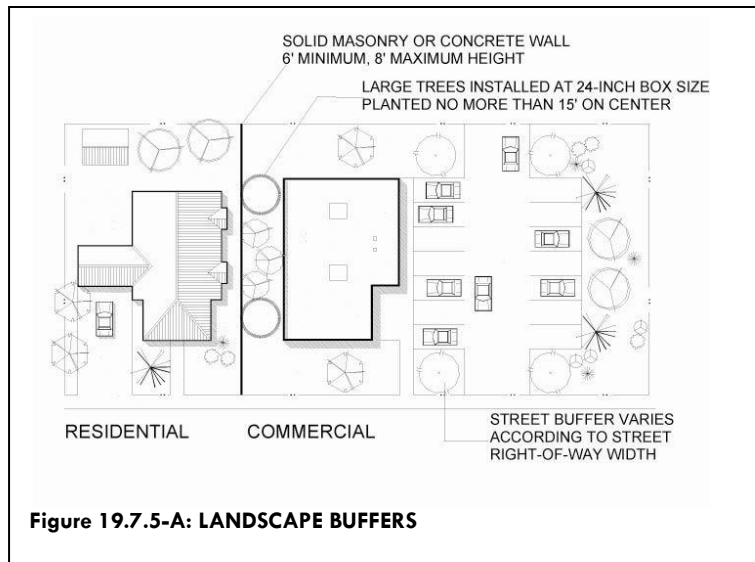 SOLID MASONRY OR CONCRETE WALL
6' MINIMUM, 8' MAXIMUM HEIGHT
LARGE TREES INSTALLED AT 24-INCH BOX SIZE
PLANTED NO MORE THAN 15' ON CENTER
RESIDENTIAL
COMMERCIAL
STREET BUFFER VARIES
ACCORDING TO STREET
RIGHT-OF-WAY WIDTH
Figure 19.7.5-A: LANDSCAPE BUFFERS